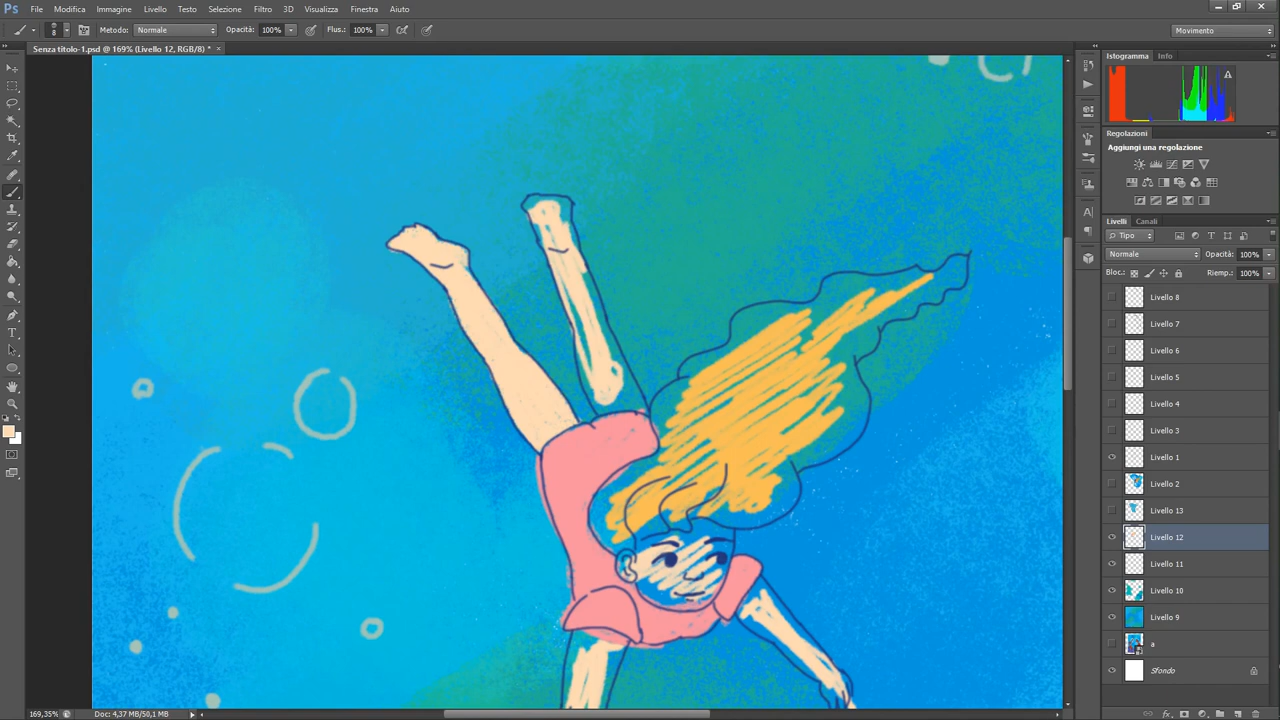 Ps File Modifica Immagine Livello Testo Selezione Filtro 3D Visualizza Finestra Aiuto
8 Metodo: Normale Opacità: 100% Flus.: 100% Movimento
Senza titolo-1.psd @ 169% (Livello 12, RGB/8) * ×
Istogramma Info
Regolazioni
Aggiungi una regolazione
Livelli Canali
Tipo
Normale Opacità: 100%
Bloc.: Riemp.: 100%
Livello 8
Livello 7
Livello 6
Livello 5
Livello 4
Livello 3
Livello 1
Livello 2
Livello 13
Livello 12
Livello 11
Livello 10
Livello 9
a
Sfondo
169,35% Doc: 4,37 MB/50,1 MB